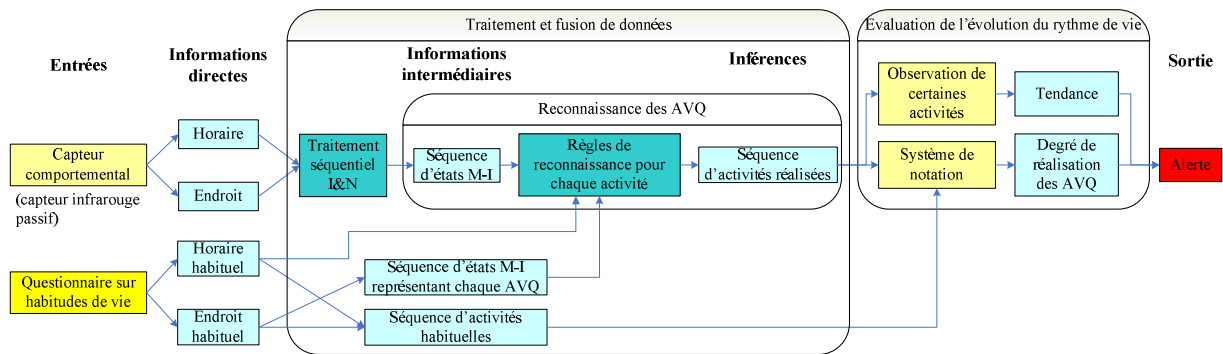 Traitement et fusion de données
Evaluation de l'évolution du rythme de vie
Entrées
Informations
directes
Informations
intermédiaires
Inférences
Sortie
Reconnaissance des AVQ
Capteur
comportemental
(capteur infrarouge
passif)
Horaire
Endroit
Traitement
séquentiel
I&N
Séquence
d'états M-I
Règles de
reconnaissance pour
chaque activité
Séquence
d'activités réalisées
Observation de
certaines
activités
Tendance
Système de
notation
Degré de
réalisation
des AVQ
Alerte
Questionnaire sur
habitudes de vie
Horaire
habituel
Endroit
habituel
Séquence d'états M-I
représentant chaque AVQ
Séquence d'activités
habituelles